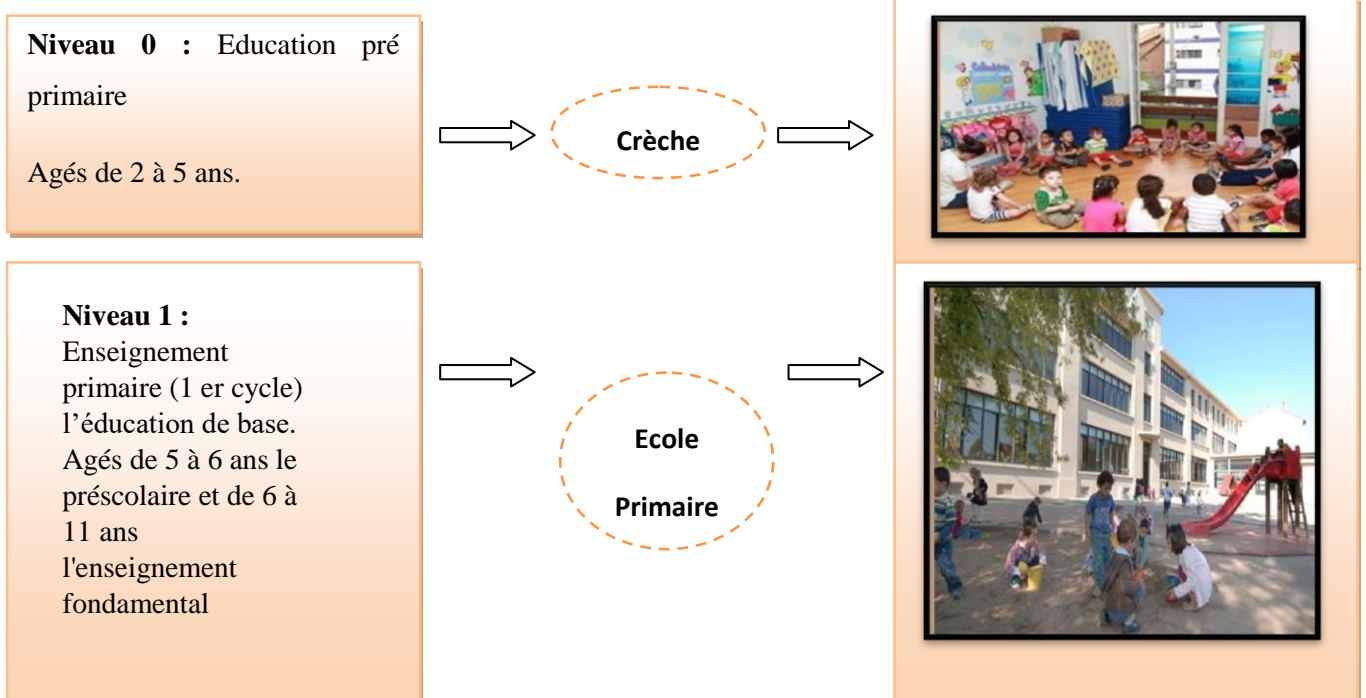 Niveau 0 : Education pré
primaire
Agés de 2 à 5 ans.
Crèche
Niveau 1 :
Enseignement
primaire (1 er cycle)
l’éducation de base.
Agés de 5 à 6 ans le
préscolaire et de 6 à
11 ans
l'enseignement
fondamental
Ecole
Primaire